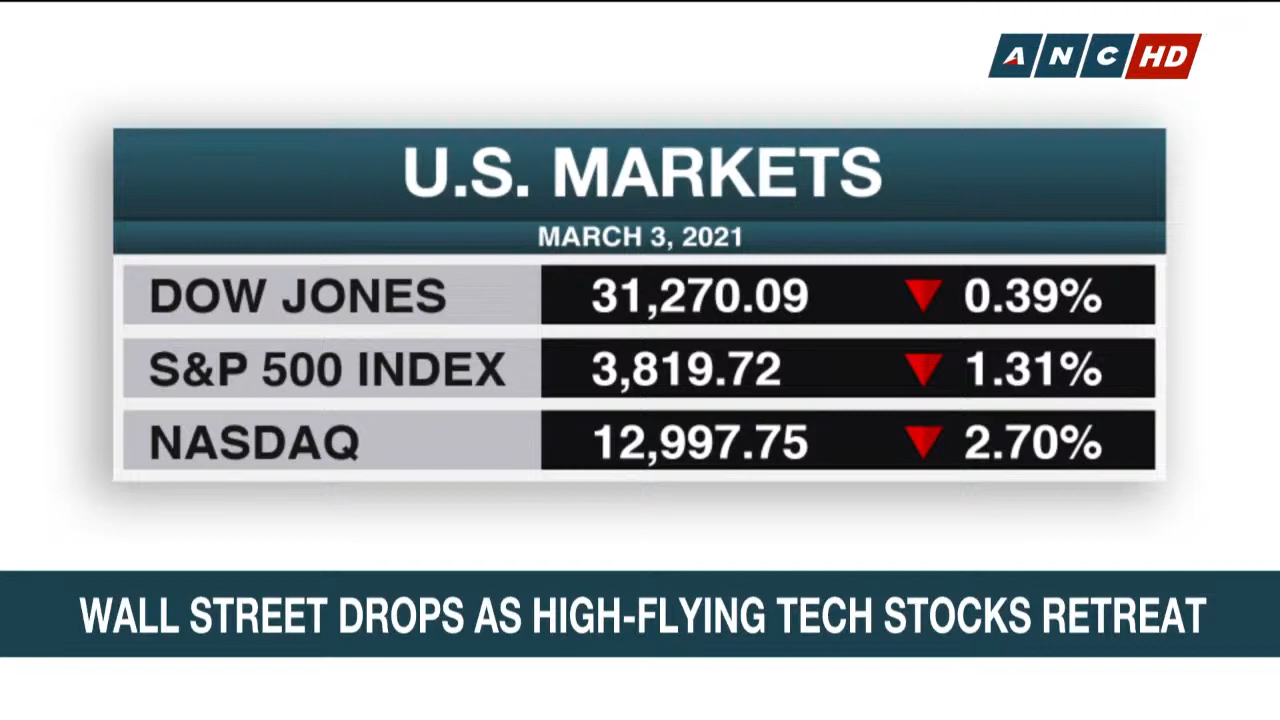 ANC HD
U.S. MARKETS
MARCH 3, 2021
DOW JONES 31,270.09 ▼ 0.39%
S&P 500 INDEX 3,819.72 ▼ 1.31%
NASDAQ 12,997.75 ▼ 2.70%
WALL STREET DROPS AS HIGH-FLYING TECH STOCKS RETREAT